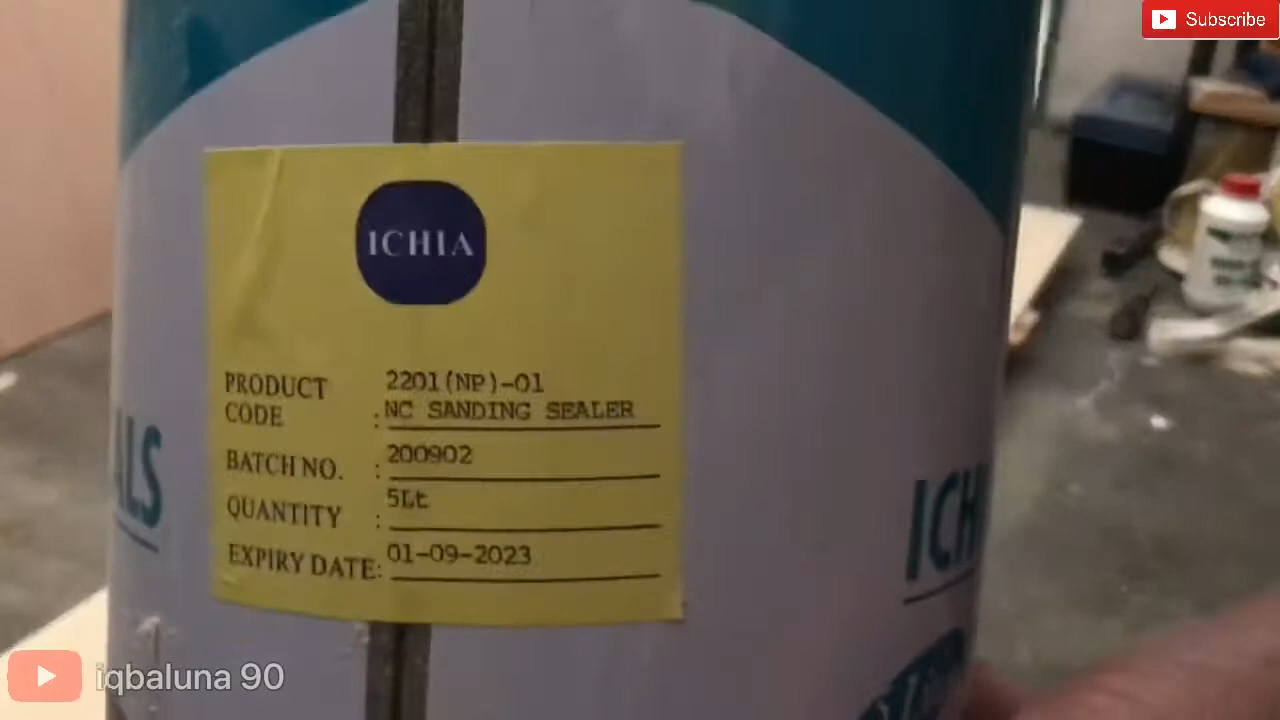 Subscribe
ICHIA
PRODUCT CODE : 2201(NP)-01
NC SANDING SEALER
BATCH NO. : 200902
QUANTITY : 5Lt
EXPIRY DATE: 01-09-2023
ALS
ICH
iqbaluna 90